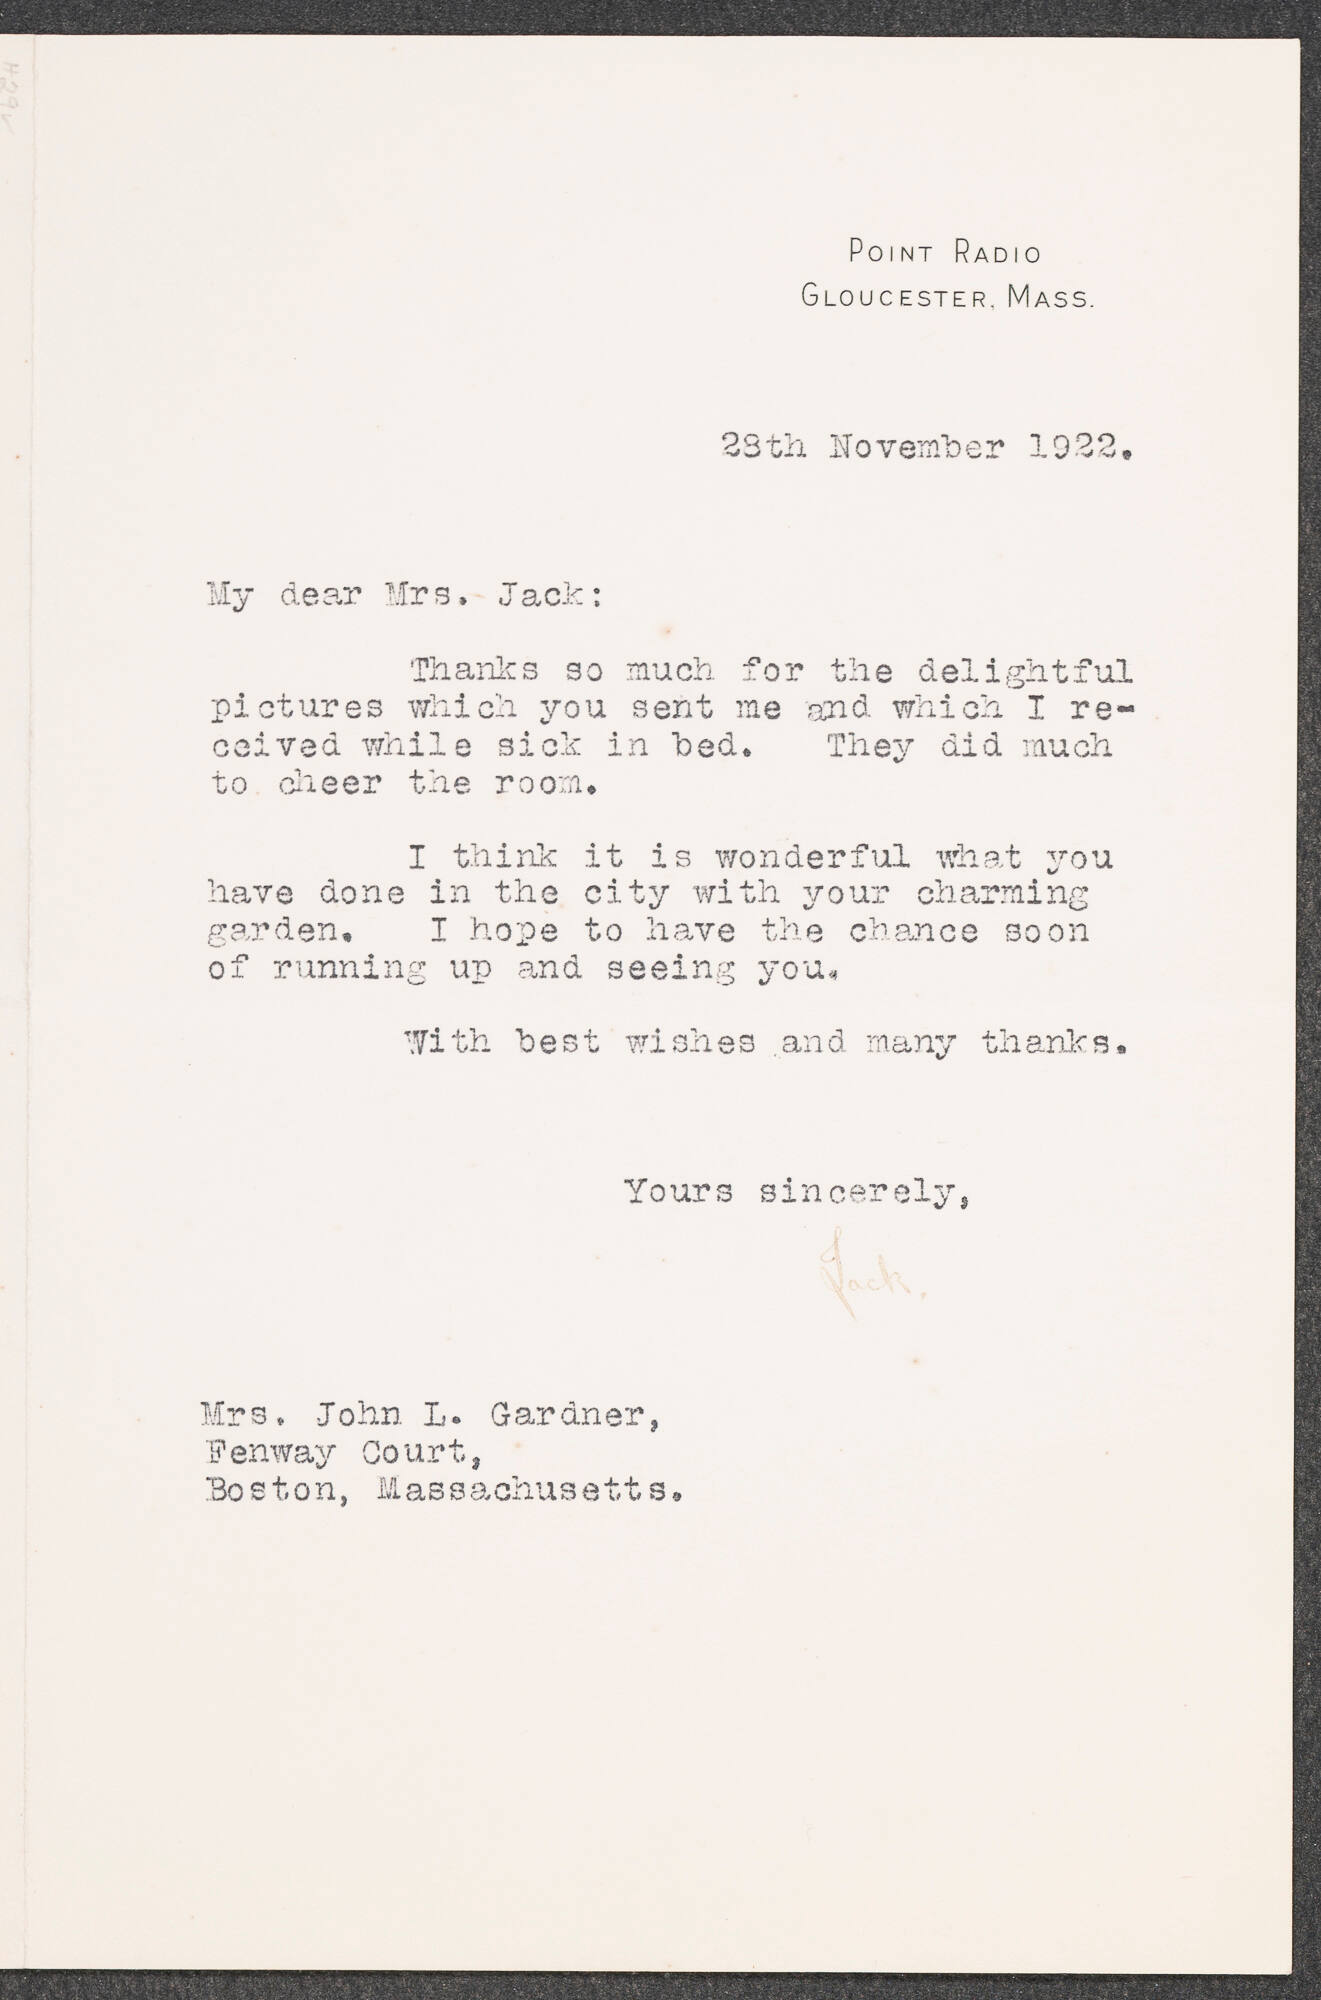 POINT RADIO
GLOUCESTER, MASS.
28th November 1922.
My dear Mrs. Jack:
Thanks so much for the delightful
pictures which you sent me and which I re-
ceived while sick in bed. They did much
to cheer the room.
I think it is wonderful what you
have done in the city with your charming
garden. I hope to have the chance soon
of running up and seeing you.
With best wishes and many thanks.
Yours sincerely,
Jack.
Mrs. John L. Gardner,
Fenway Court,
Boston, Massachusetts.